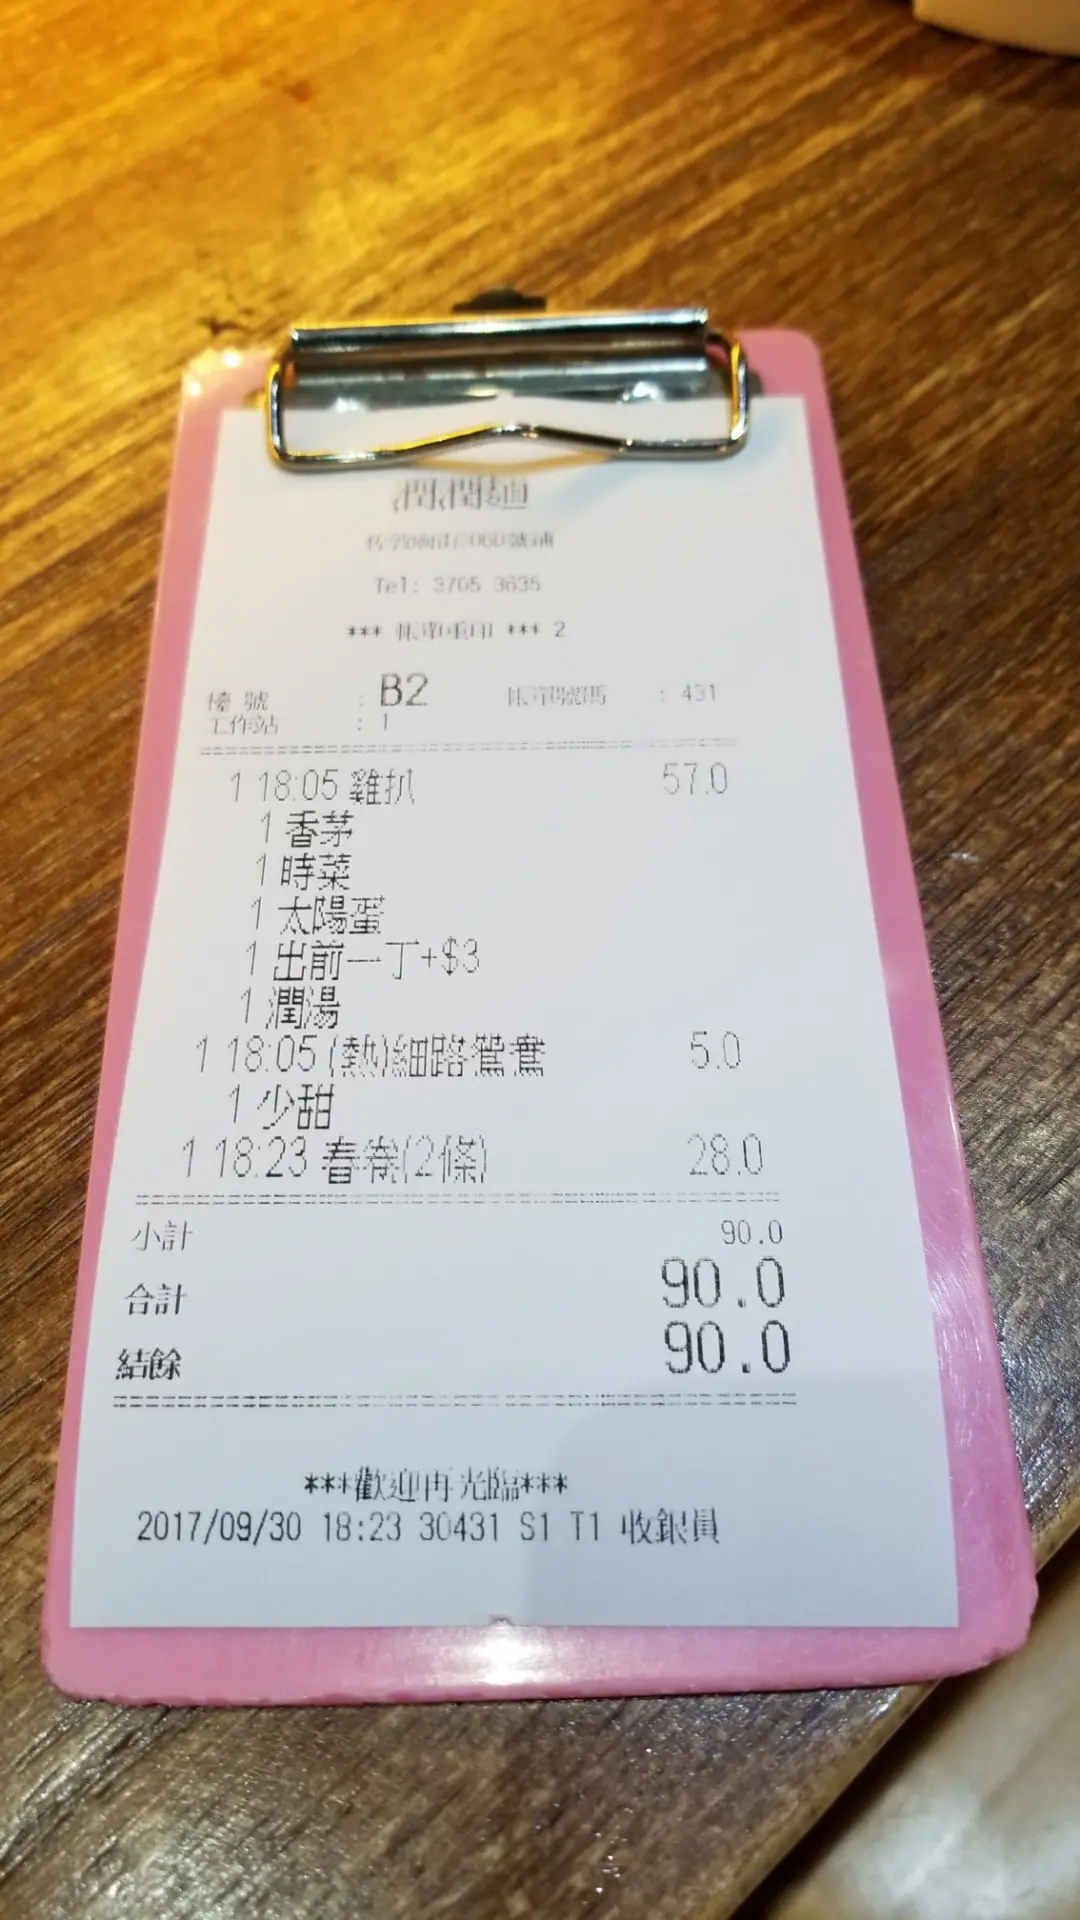 潤潤麵
Tel: 3705 3635
*** 帳單重印 *** 2
檯 號 : B2 帳單號碼 : 431
工作站 : 1
1 18:05 雞扒 57.0
1 香茅
1 時菜
1 太陽蛋
1 出前一丁+$3
1 潤湯
1 18:05 (熱)細路鴛鴦 5.0
1 少甜
1 18:23 春卷(2條) 28.0
小計 90.0
合計 90.0
結餘 90.0
***歡迎再光臨***
2017/09/30 18:23 30431 S1 T1 收銀員